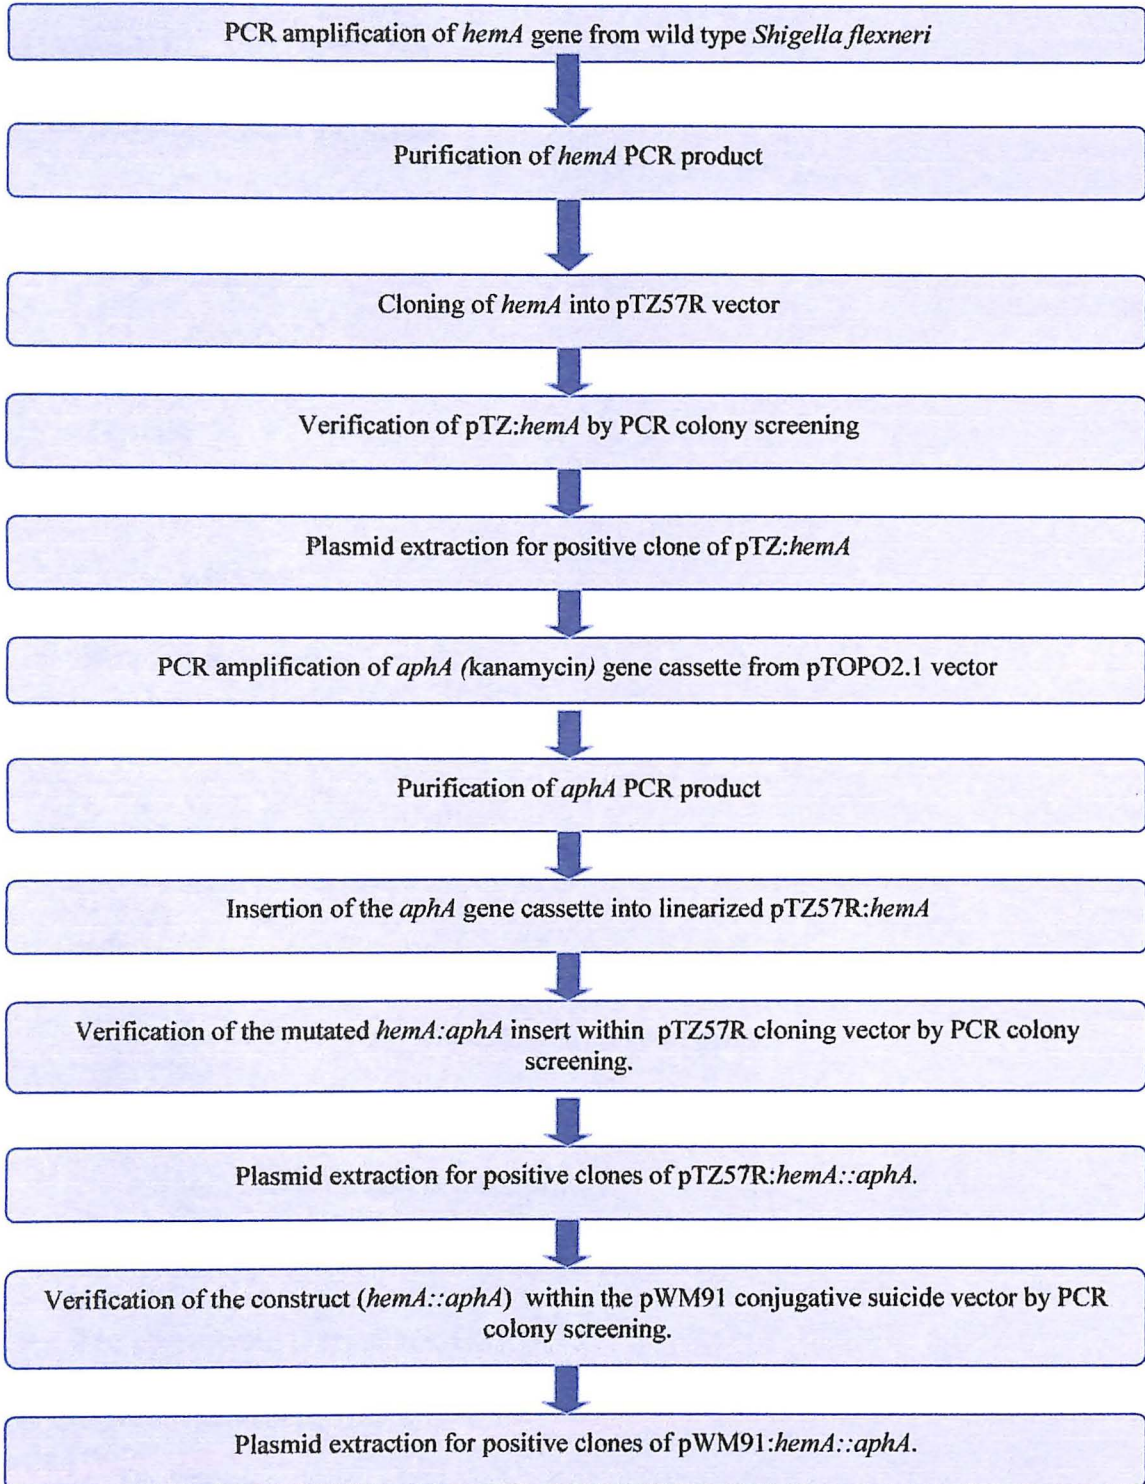 PCR amplification of hemA gene from wild type Shigella flexneri
Purification of hemA PCR product
Cloning of hemA into pTZ57R vector
Verification of pTZ:hemA by PCR colony screening
Plasmid extraction for positive clone of pTZ:hemA
PCR amplification of aphA (kanamycin) gene cassette from pTOPO2.1 vector
Purification of aphA PCR product
Insertion of the aphA gene cassette into linearized pTZ57R:hemA
Verification of the mutated hemA:aphA insert within pTZ57R cloning vector by PCR colony
screening.
Plasmid extraction for positive clones of pTZ57R:hemA::aphA.
Verification of the construct (hemA::aphA) within the pWM91 conjugative suicide vector by PCR
colony screening.
Plasmid extraction for positive clones of pWM91:hemA::aphA.